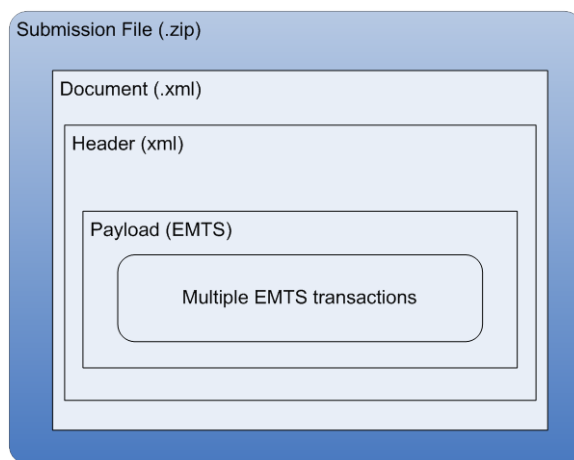 Submission File (.zip)
Document (.xml)
Header (xml)
Payload (EMTS)
Multiple EMTS transactions